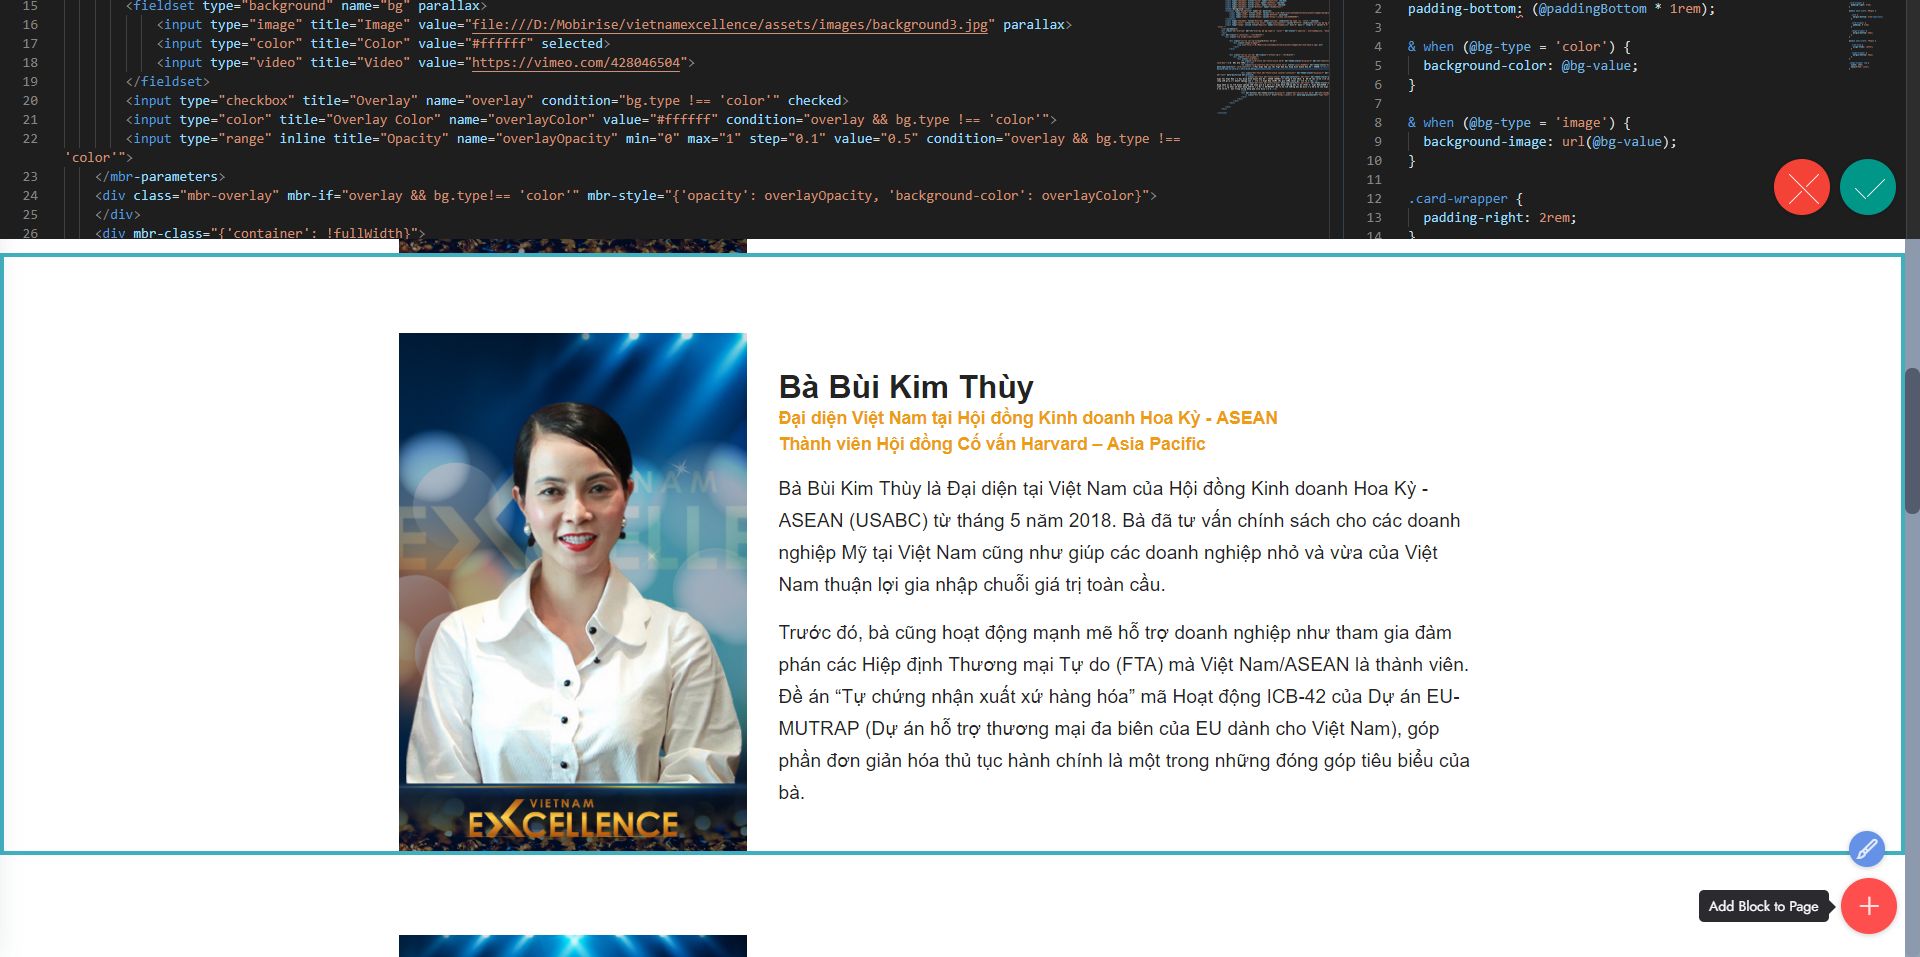 15 <fieldset type="background" name="bg" parallax>
16 <input type="image" title="Image" value="file:///D:/Mobirise/vietnamexcellence/assets/images/background3.jpg" parallax>
17 <input type="color" title="Color" value="#ffffff" selected>
18 <input type="video" title="Video" value="https://vimeo.com/428046504">
19 </fieldset>
20 <input type="checkbox" title="Overlay" name="overlay" condition="bg.type !== 'color'" checked>
21 <input type="color" title="Overlay Color" name="overlayColor" value="#ffffff" condition="overlay && bg.type !== 'color'">
22 <input type="range" inline title="Opacity" name="overlayOpacity" min="0" max="1" step="0.1" value="0.5" condition="overlay && bg.type !==
'color'">
23 </mbr-parameters>
24 <div class="mbr-overlay" mbr-if="overlay && bg.type!== 'color'" mbr-style="{'opacity': overlayOpacity, 'background-color': overlayColor}">
25 </div>
26 <div mbr-class="{'container': !fullWidth}">
2 padding-bottom: (@paddingBottom * 1rem);
3
4 & when (@bg-type = 'color') {
5 background-color: @bg-value;
6 }
7
8 & when (@bg-type = 'image') {
9 background-image: url(@bg-value);
10 }
11
12 .card-wrapper {
13 padding-right: 2rem;
14 }
Bà Bùi Kim Thùy
Đại diện Việt Nam tại Hội đồng Kinh doanh Hoa Kỳ - ASEAN
Thành viên Hội đồng Cố vấn Harvard – Asia Pacific
Bà Bùi Kim Thùy là Đại diện tại Việt Nam của Hội đồng Kinh doanh Hoa Kỳ -
ASEAN (USABC) từ tháng 5 năm 2018. Bà đã tư vấn chính sách cho các doanh
nghiệp Mỹ tại Việt Nam cũng như giúp các doanh nghiệp nhỏ và vừa của Việt
Nam thuận lợi gia nhập chuỗi giá trị toàn cầu.
Trước đó, bà cũng hoạt động mạnh mẽ hỗ trợ doanh nghiệp như tham gia đàm
phán các Hiệp định Thương mại Tự do (FTA) mà Việt Nam/ASEAN là thành viên.
Đề án “Tự chứng nhận xuất xứ hàng hóa” mã Hoạt động ICB-42 của Dự án EU-
MUTRAP (Dự án hỗ trợ thương mại đa biên của EU dành cho Việt Nam), góp
phần đơn giản hóa thủ tục hành chính là một trong những đóng góp tiêu biểu của
bà.
VIETNAM
EXCELLENCE
Add Block to Page